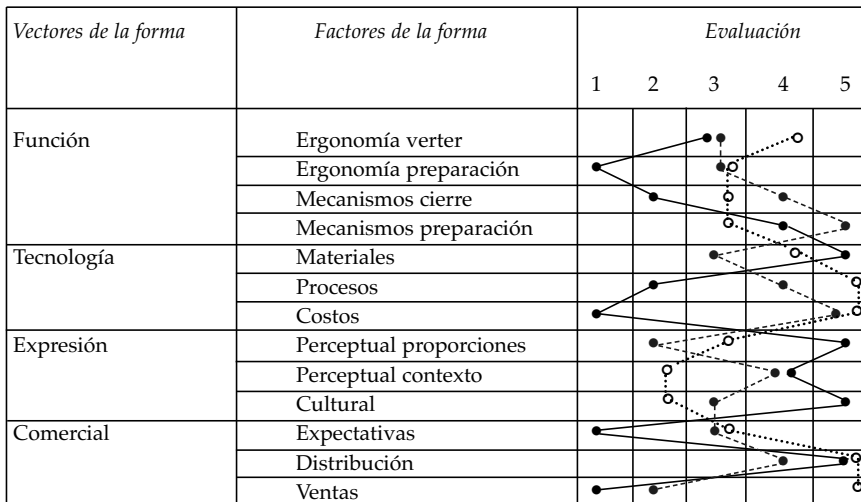 Vectores de la forma Factores de la forma Evaluación
1 2 3 4 5
Función Ergonomía verter
Ergonomía preparación
Mecanismos cierre
Mecanismos preparación
Tecnología Materiales
Procesos
Costos
Expresión Perceptual proporciones
Perceptual contexto
Cultural
Comercial Expectativas
Distribución
Ventas